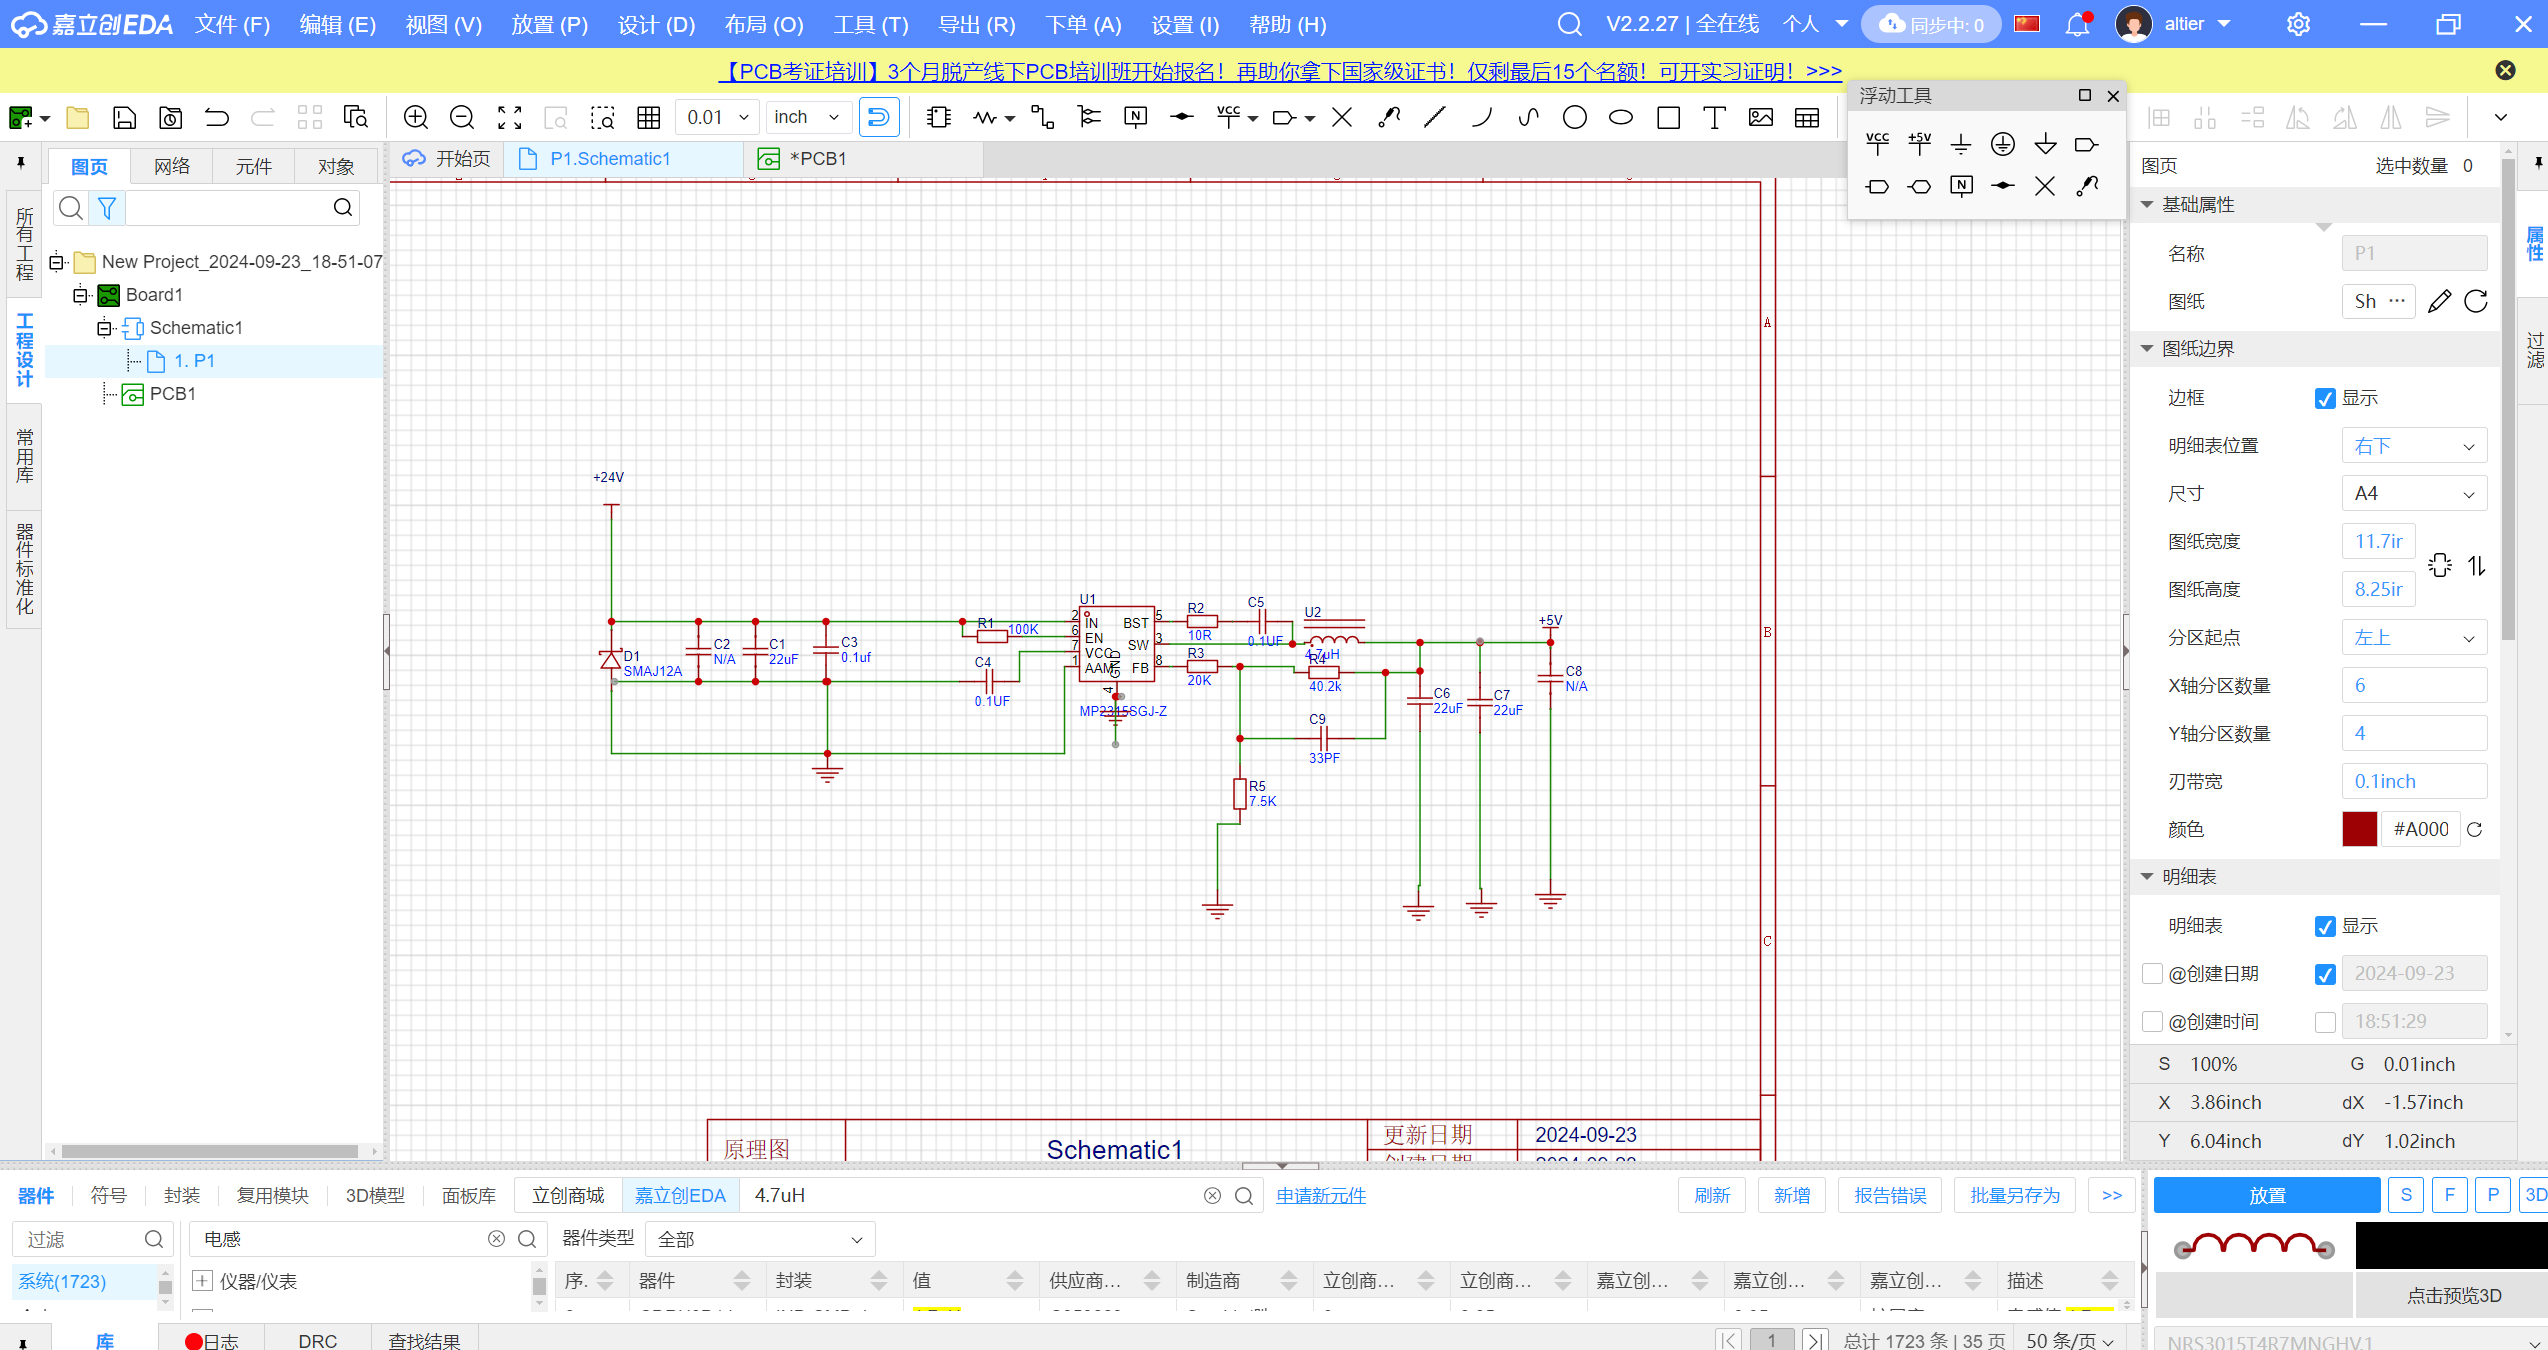 嘉立创EDA 文件 (F) 编辑 (E) 视图 (V) 放置 (P) 设计 (D) 布局 (O) 工具 (T) 导出 (R) 下单 (A) 设置 (I) 帮助 (H) V2.2.27 | 全在线 个人 同步中: 0 altier
【PCB考证培训】3个月脱产线下PCB培训班开始报名！再助你拿下国家级证书！仅剩最后15个名额！可开实习证明！>>>
0.01 inch VCC
浮动工具
VCC +5V
N
图页 网络 元件 对象
开始页 P1.Schematic1 *PCB1
所有工程
工程设计
常用库
器件标准化
New Project_2024-09-23_18-51-07
Board1
Schematic1
1. P1
PCB1
+24V
D1
SMAJ12A
C2
N/A
C1
22uF
C3
0.1uf
R1
100K
C4
0.1UF
U1
2 IN
6 EN
7 VCC
1 AAM
BST 5
SW 3
FB 8
GND 4
MP2315SGJ-Z
R2
10R
C5
0.1UF
U2
4.7uH
R3
20K
R4
40.2k
C9
33PF
R5
7.5K
C6
22uF
C7
22uF
+5V
C8
N/A
A
B
C
原理图 Schematic1 更新日期 2024-09-23
图页 选中数量 0
基础属性
名称 P1
图纸 Sh ···
图纸边界
边框 显示
明细表位置 右下
尺寸 A4
图纸宽度 11.7ir
图纸高度 8.25ir
分区起点 左上
X轴分区数量 6
Y轴分区数量 4
刃带宽 0.1inch
颜色 #A000
明细表
明细表 显示
@创建日期 2024-09-23
@创建时间 18:51:29
S 100% G 0.01inch
X 3.86inch dX -1.57inch
Y 6.04inch dY 1.02inch
属性
过滤
器件 符号 封装 复用模块 3D模型 面板库 立创商城 嘉立创EDA 4.7uH 申请新元件 刷新 新增 报告错误 批量另存为 >> 放置 S F P 3D
过滤 电感 器件类型 全部
系统(1723) 仪器/仪表 序. 器件 封装 值 供应商... 制造商 立创商... 立创商... 嘉立创... 嘉立创... 嘉立创... 描述
点击预览3D
库 日志 DRC 查找结果 1 总计 1723 条 | 35 页 50 条/页
NRS3015T4R7MNGHV.1